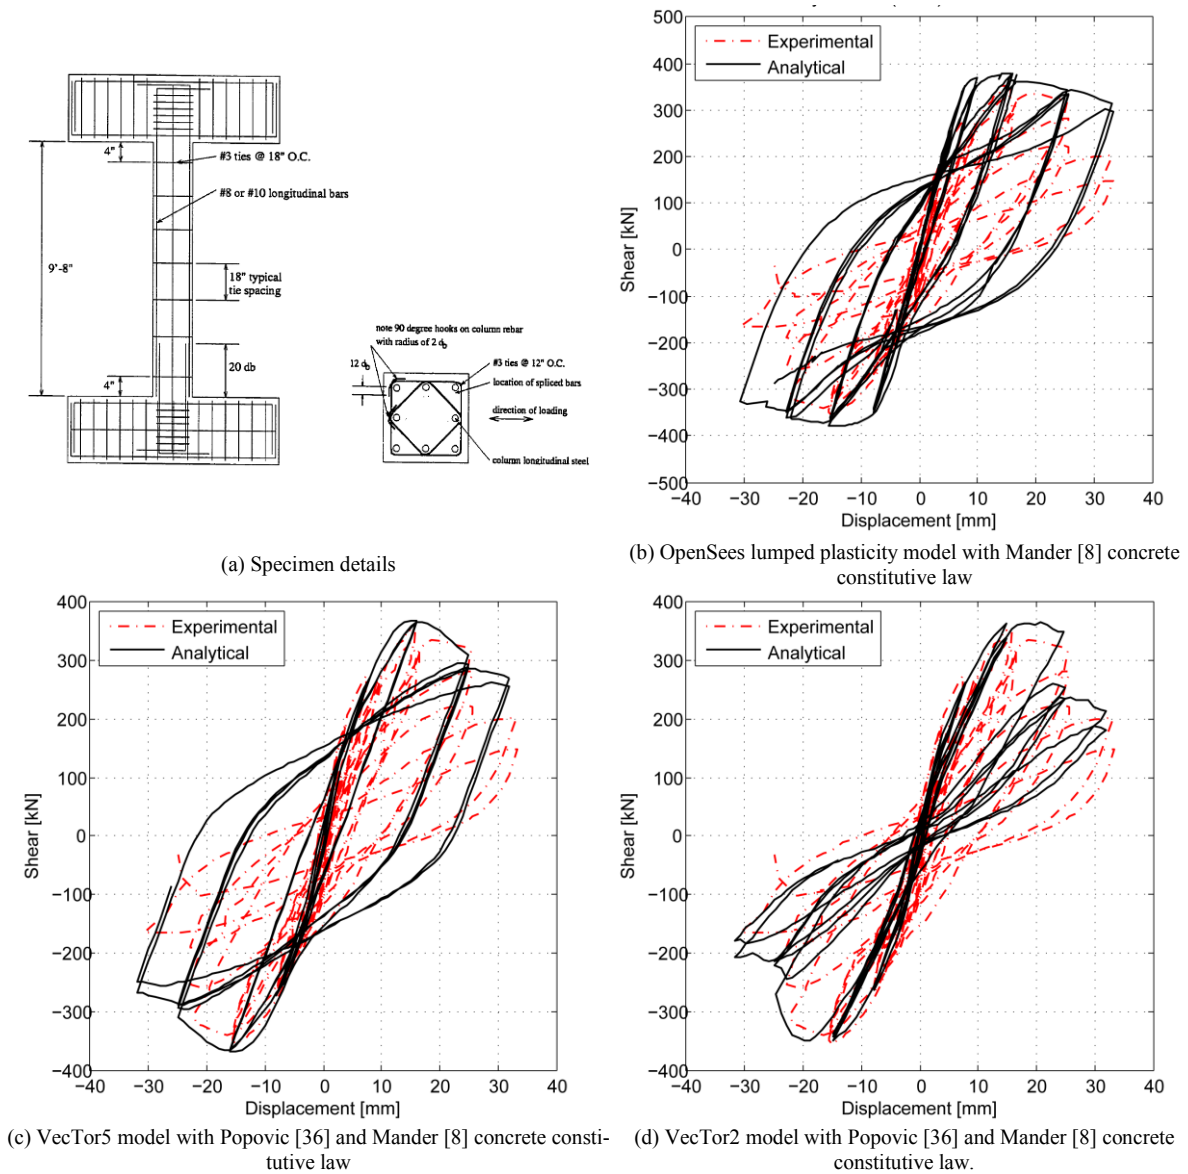 4"
#3 ties @ 18" O.C.
#8 or #10 longitudinal bars
9'-8"
18" typical
tie spacing
20 db
4"
note 90 degree hooks on column rebar
with radius of 2 db
12 db
#3 ties @ 12" O.C.
location of spliced bars
direction of loading
column longitudinal steel
(a) Specimen details
Experimental
Analytical
500
400
300
200
100
0
−100
−200
−300
−400
−500
−40 −30 −20 −10 0 10 20 30 40
Shear [kN]
Displacement [mm]
(b) OpenSees lumped plasticity model with Mander [8] concrete
constitutive law
Experimental
Analytical
400
300
200
100
0
−100
−200
−300
−400
−40 −30 −20 −10 0 10 20 30 40
Shear [kN]
Displacement [mm]
(c) VecTor5 model with Popovic [36] and Mander [8] concrete consti-
tutive law
Experimental
Analytical
400
300
200
100
0
−100
−200
−300
−400
−40 −30 −20 −10 0 10 20 30 40
Shear [kN]
Displacement [mm]
(d) VecTor2 model with Popovic [36] and Mander [8] concrete
constitutive law.